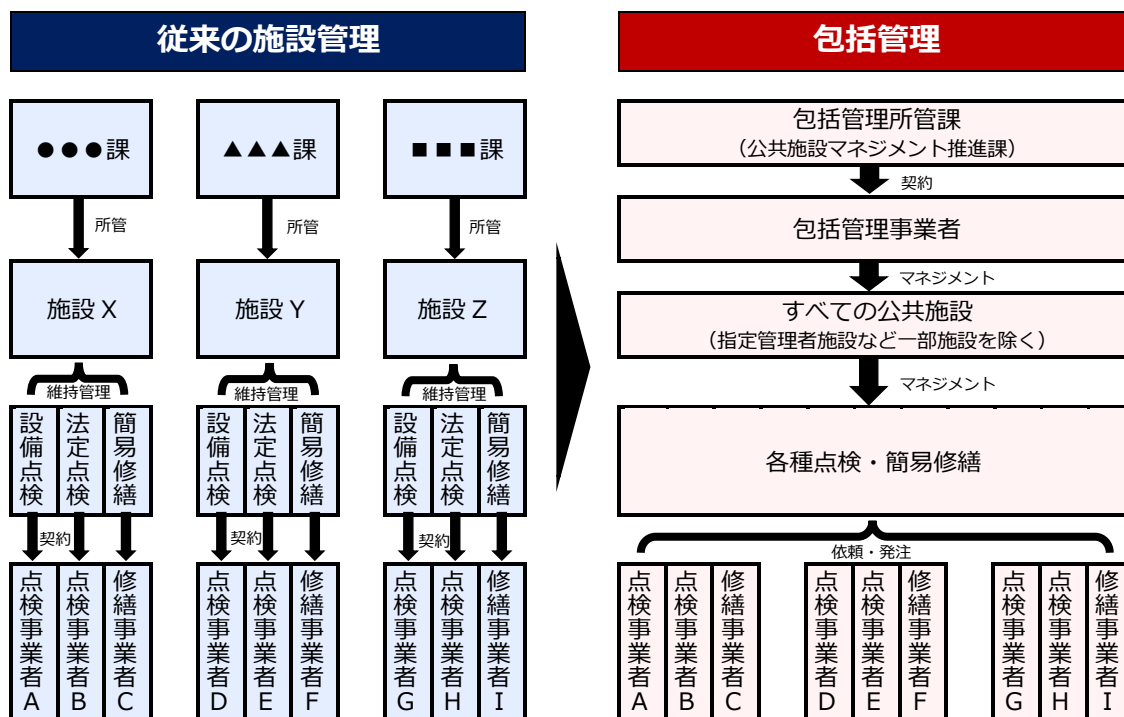 従来の施設管理
●●●課
▲▲▲課
■■■課
所管
所管
所管
施設X
施設Y
施設Z
維持管理
維持管理
維持管理
設備点検
法定点検
簡易修繕
設備点検
法定点検
簡易修繕
設備点検
法定点検
簡易修繕
契約
契約
契約
点検事業者A
点検事業者B
修繕事業者C
点検事業者D
点検事業者E
修繕事業者F
点検事業者G
点検事業者H
修繕事業者I
包括管理
包括管理所管課
（公共施設マネジメント推進課）
契約
包括管理事業者
マネジメント
すべての公共施設
（指定管理者施設など一部施設を除く）
マネジメント
各種点検・簡易修繕
依頼・発注
点検事業者A
点検事業者B
修繕事業者C
点検事業者D
点検事業者E
修繕事業者F
点検事業者G
点検事業者H
修繕事業者I